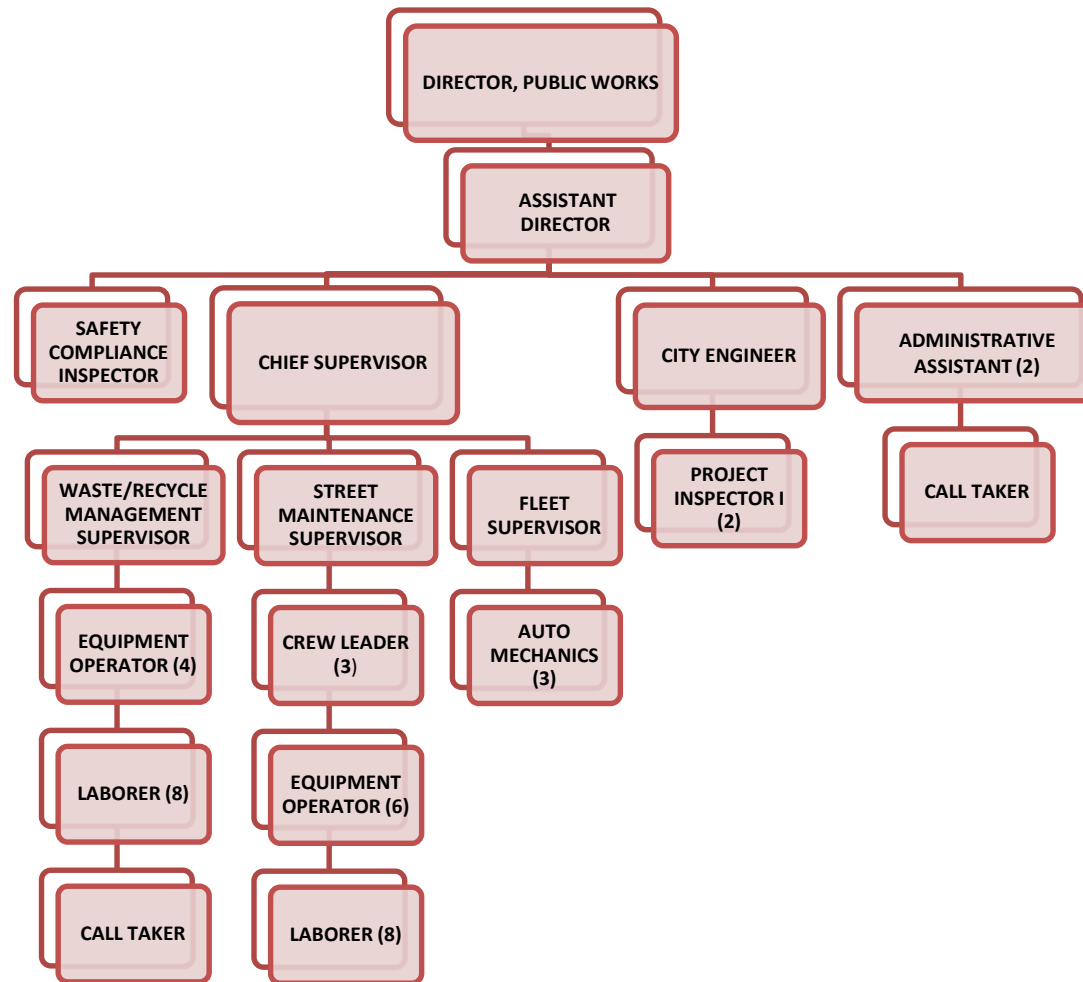 DIRECTOR, PUBLIC WORKS
ASSISTANT
DIRECTOR
SAFETY
COMPLIANCE
INSPECTOR
CHIEF SUPERVISOR
CITY ENGINEER
ADMINISTRATIVE
ASSISTANT (2)
WASTE/RECYCLE
MANAGEMENT
SUPERVISOR
STREET
MAINTENANCE
SUPERVISOR
FLEET
SUPERVISOR
PROJECT
INSPECTOR I
(2)
CALL TAKER
EQUIPMENT
OPERATOR (4)
CREW LEADER
(3)
AUTO
MECHANICS
(3)
LABORER (8)
EQUIPMENT
OPERATOR (6)
CALL TAKER
LABORER (8)